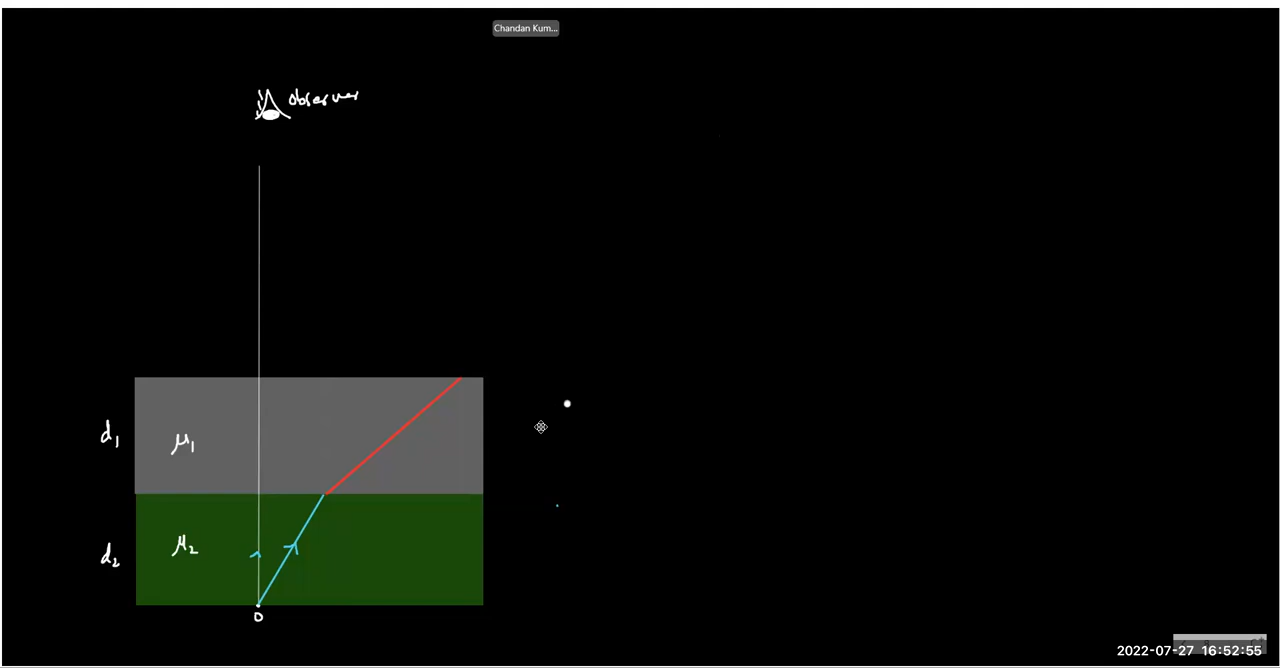 Chandan Kum...
observer
d₁
μ₁
μ₂
d₂
O
2022-07-27 16:52:55